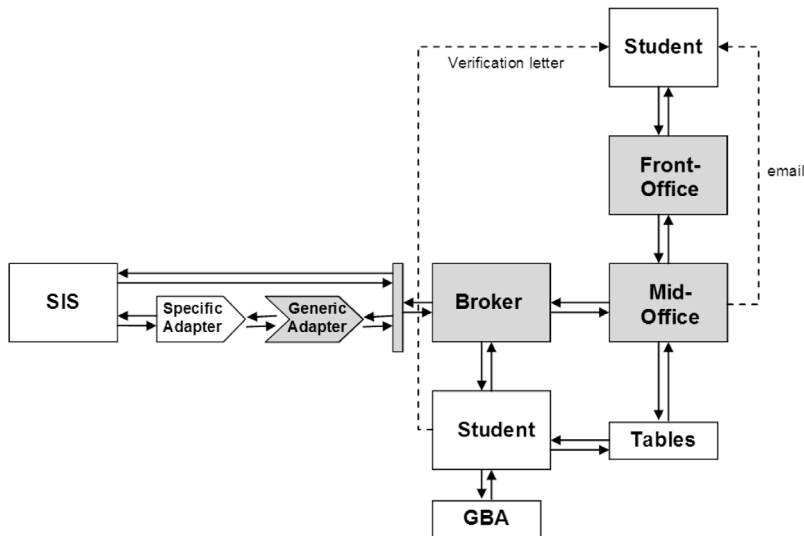 Student
Verification letter
Front-
Office
email
SIS
Specific
Adapter
Generic
Adapter
Broker
Mid-
Office
Student
Tables
GBA